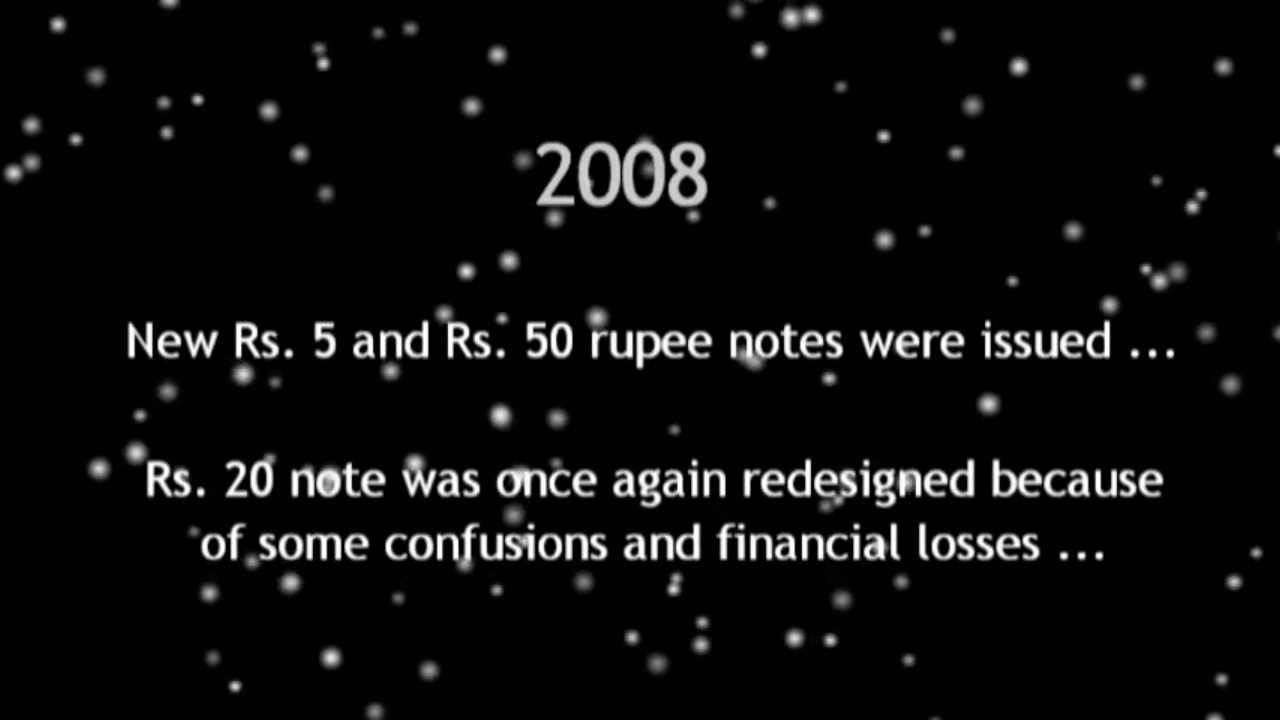 2008
New Rs. 5 and Rs. 50 rupee notes were issued ...
Rs. 20 note was once again redesigned because
of some confusions and financial losses ...